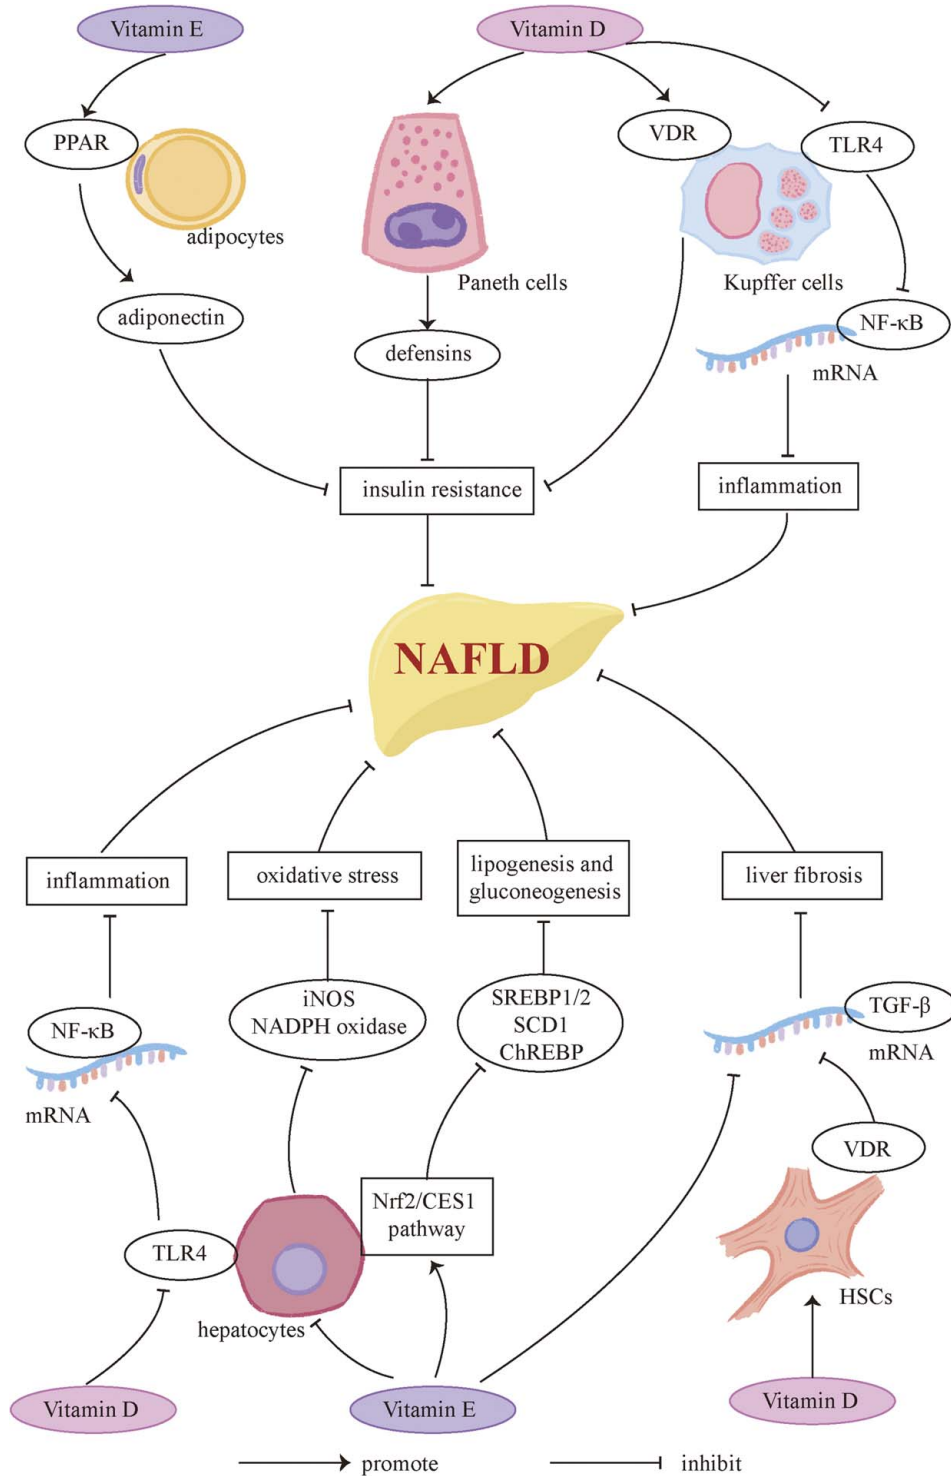 Vitamin E
Vitamin D
PPAR
VDR
TLR4
adipocytes
Paneth cells
Kupffer cells
adiponectin
defensins
NF-κB
mRNA
insulin resistance
inflammation
NAFLD
inflammation
oxidative stress
lipogenesis and
gluconeogenesis
liver fibrosis
iNOS
NADPH oxidase
SREBP1/2
SCD1
ChREBP
TGF-β
mRNA
NF-κB
mRNA
VDR
Nrf2/CES1
pathway
TLR4
HSCs
hepatocytes
Vitamin D
Vitamin E
Vitamin D
promote
inhibit